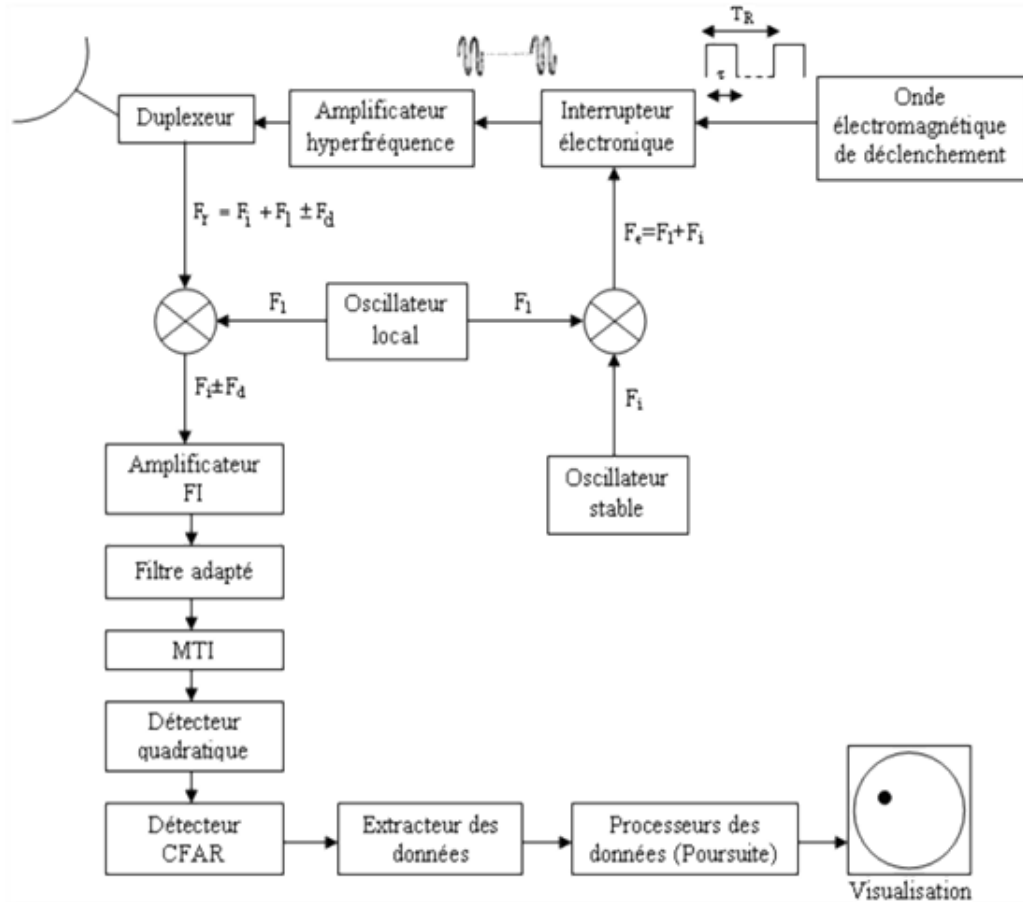 T_R
τ
Duplexeur
Amplificateur
hyperfréquence
Interrupteur
électronique
Onde
électromagnétique
de déclenchement
F_r = F_i + F_l ± F_d
F_e=F_l+F_i
F_l
Oscillateur
local
F_l
F_i±F_d
F_i
Amplificateur
FI
Oscillateur
stable
Filtre adapté
MTI
Détecteur
quadratique
Détecteur
CFAR
Extracteur des
données
Processeurs des
données (Poursuite)
Visualisation